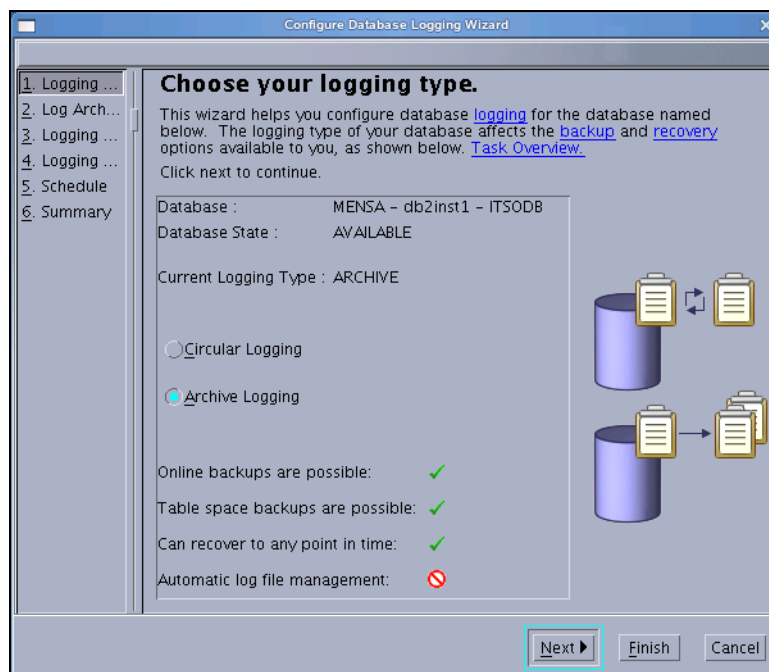 Configure Database Logging Wizard
1. Logging ...
2. Log Arch...
3. Logging ...
4. Logging ...
5. Schedule
6. Summary
Choose your logging type.
This wizard helps you configure database logging for the database named
below. The logging type of your database affects the backup and recovery
options available to you, as shown below. Task Overview.
Click next to continue.
Database : MENSA – db2inst1 – ITSODB
Database State : AVAILABLE
Current Logging Type : ARCHIVE
Circular Logging
Archive Logging
Online backups are possible:
Table space backups are possible:
Can recover to any point in time:
Automatic log file management:
Next
Finish
Cancel